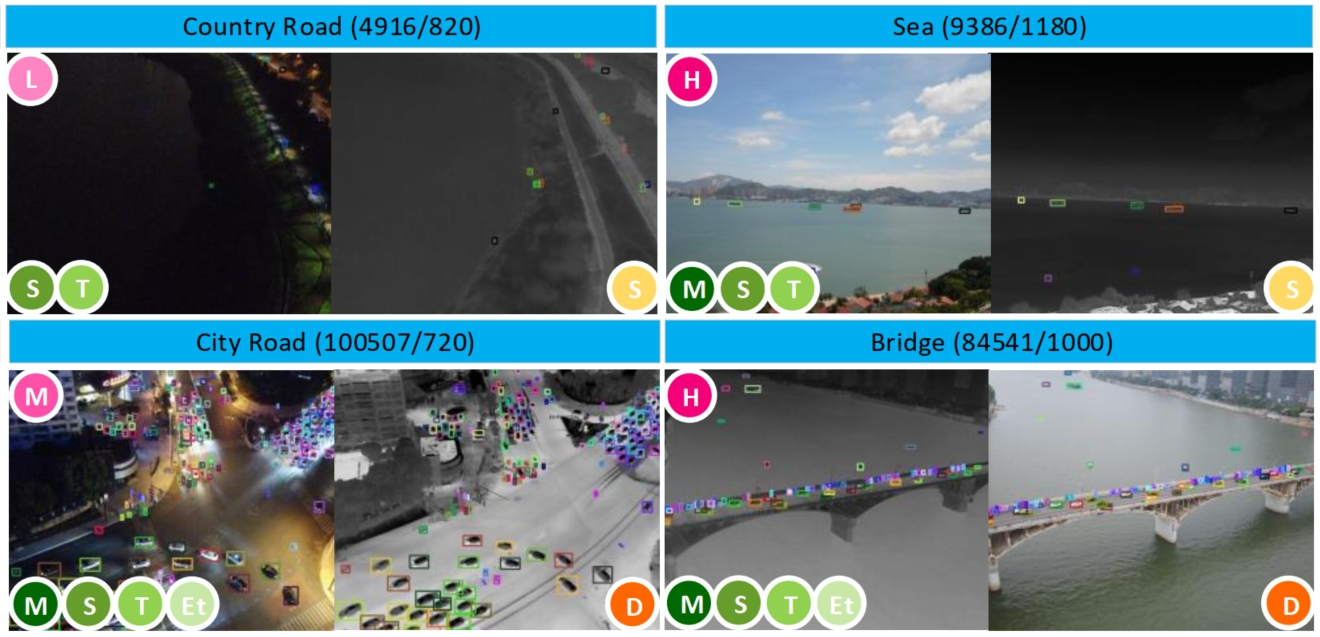 Country Road (4916/820)
Sea (9386/1180)
L
H
S T
S
M S T
S
City Road (100507/720)
Bridge (84541/1000)
M
H
M S T Et
D
M S T Et
D